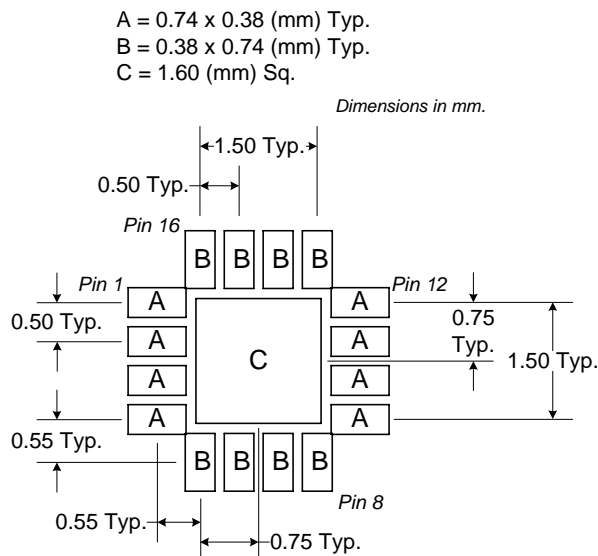 A = 0.74 x 0.38 (mm) Typ.
B = 0.38 x 0.74 (mm) Typ.
C = 1.60 (mm) Sq.
Dimensions in mm.
1.50 Typ.
0.50 Typ.
Pin 16
B B B B
Pin 1
Pin 12
A
A
0.50 Typ.
0.75
Typ.
A
A
C
1.50 Typ.
A
A
A
A
0.55 Typ.
B B B B
Pin 8
0.55 Typ.
0.75 Typ.